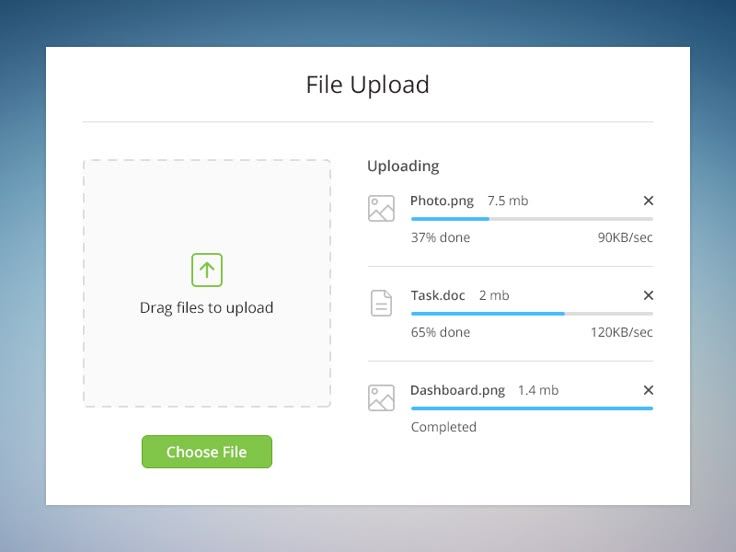 File Upload
Drag files to upload
Choose File
Uploading
Photo.png 7.5 mb
37% done 90KB/sec
Task.doc 2 mb
65% done 120KB/sec
Dashboard.png 1.4 mb
Completed